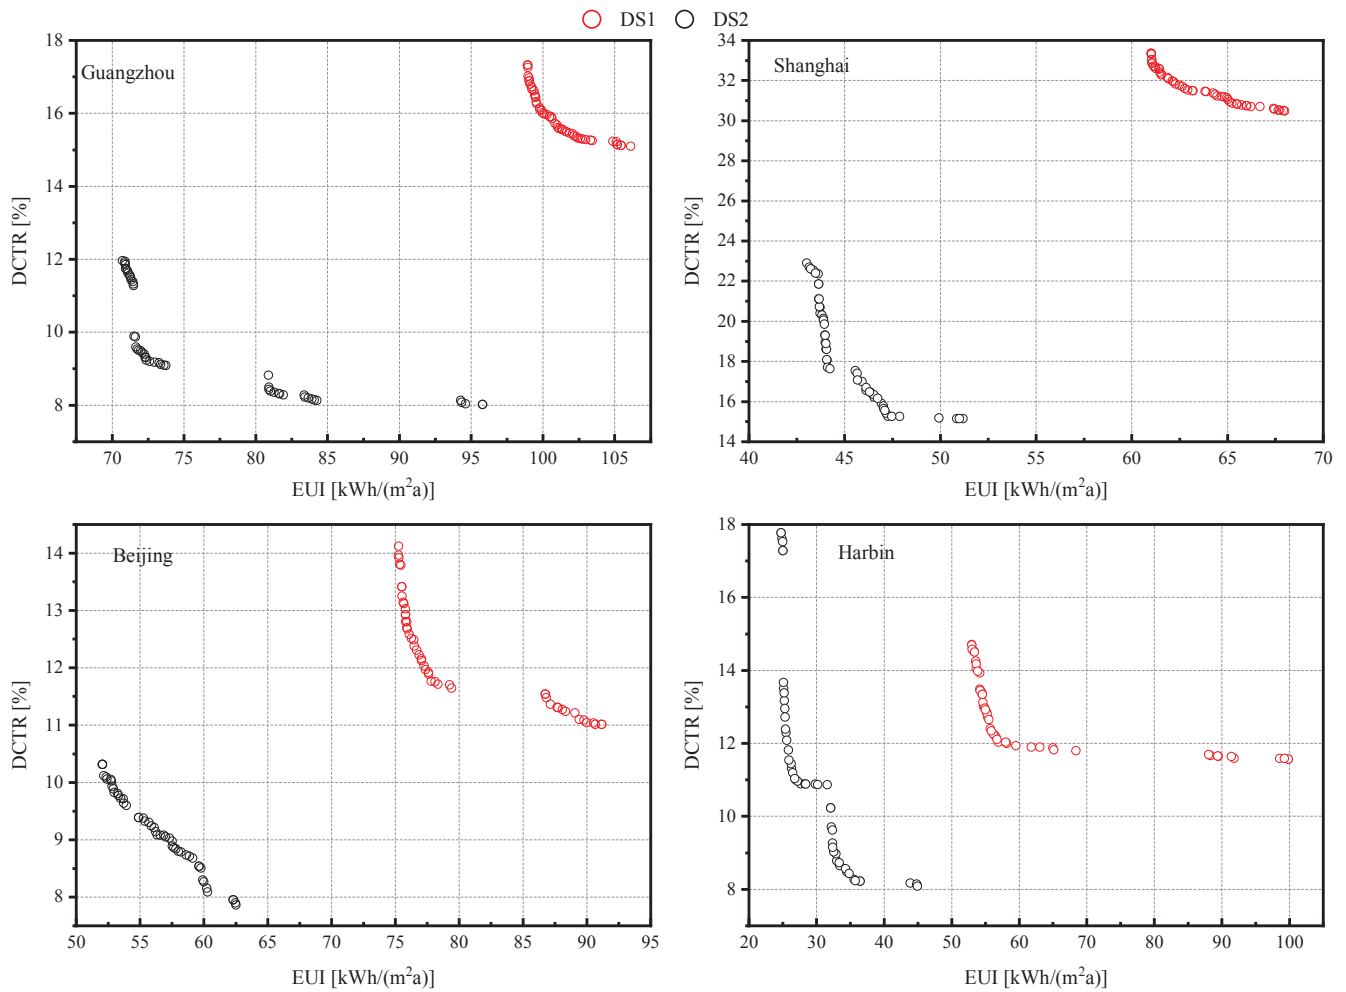 DS1 DS2
18
16
14
12
10
8
Guangzhou
DCTR [%]
70 75 80 85 90 95 100 105
EUI [kWh/(m²a)]
34
32
30
28
26
24
22
20
18
16
14
Shanghai
DCTR [%]
40 45 50 55 60 65 70
EUI [kWh/(m²a)]
14
13
12
11
10
9
8
Beijing
DCTR [%]
50 55 60 65 70 75 80 85 90 95
EUI [kWh/(m²a)]
18
16
14
12
10
8
Harbin
DCTR [%]
20 30 40 50 60 70 80 90 100
EUI [kWh/(m²a)]